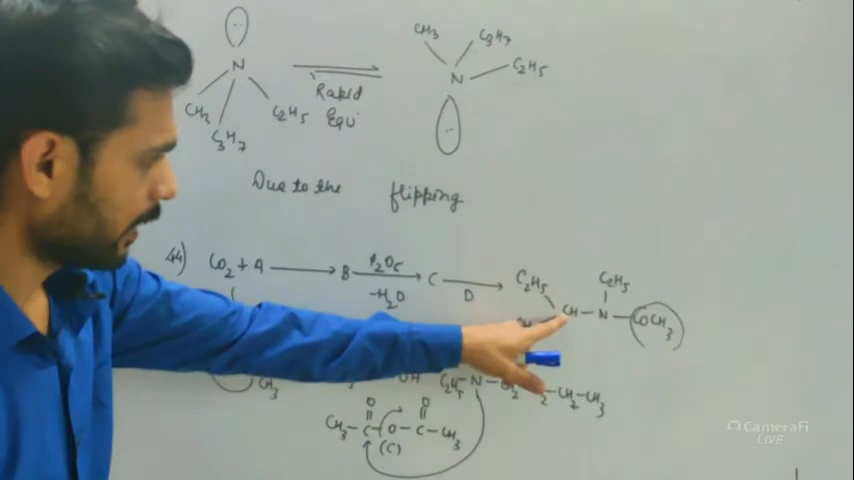 N
CH₃ C₃H₇ C₂H₅
N
Rapid
Equi
CH₃ C₃H₇ C₂H₅
Due to the flipping
44) CO₂ + A → B P₂O₅ -H₂O → C D → C₂H₅ CH - N - COCH₃
C₂H₅
CH₃ OH C₂H₅ - N - CH₂ - CH₃
O O
CH₃ - C - O - C - CH₃
(C)
CameraFi
LIVE